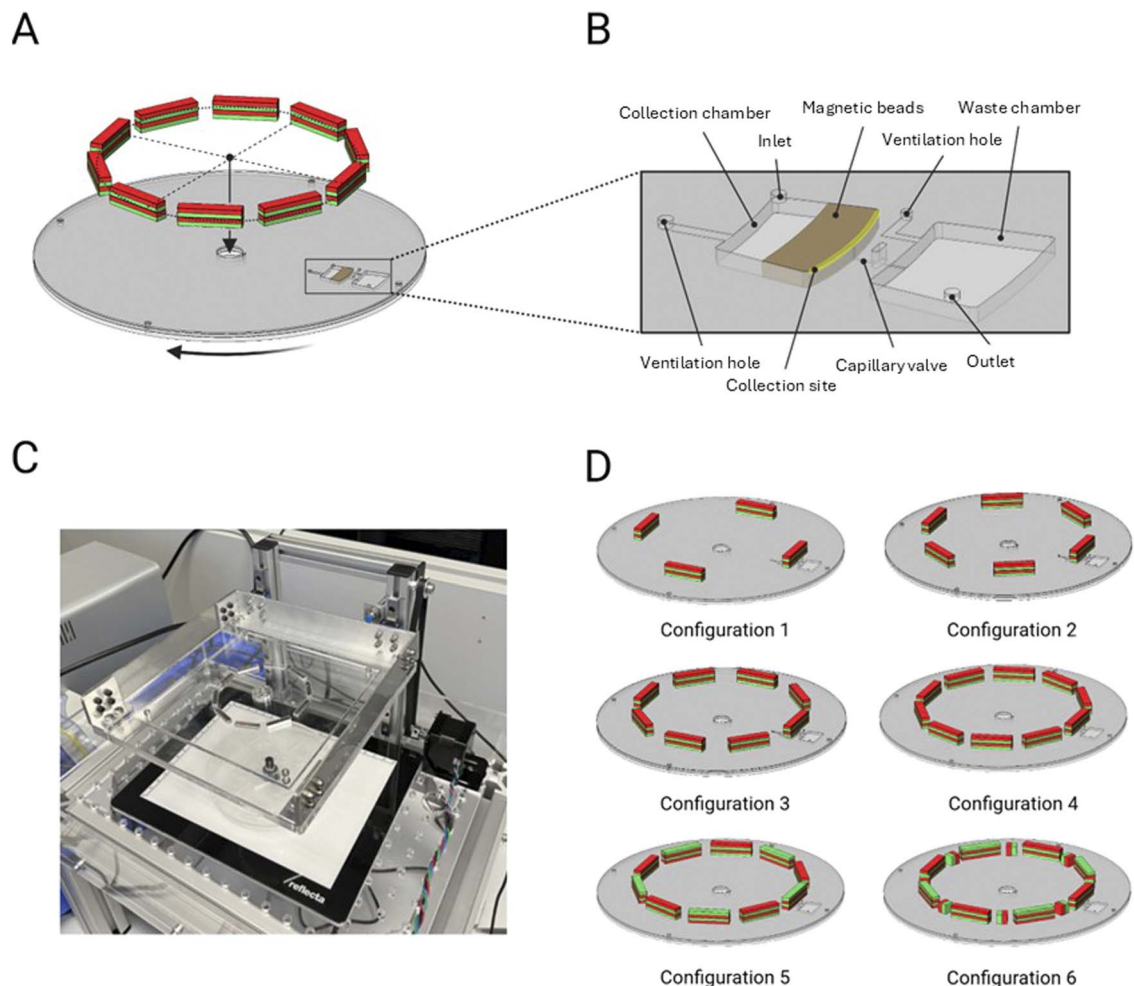 A
B
Collection chamber
Magnetic beads
Waste chamber
Inlet
Ventilation hole
Ventilation hole
Capillary valve
Outlet
Collection site
C
D
reflecta
Configuration 1
Configuration 2
Configuration 3
Configuration 4
Configuration 5
Configuration 6